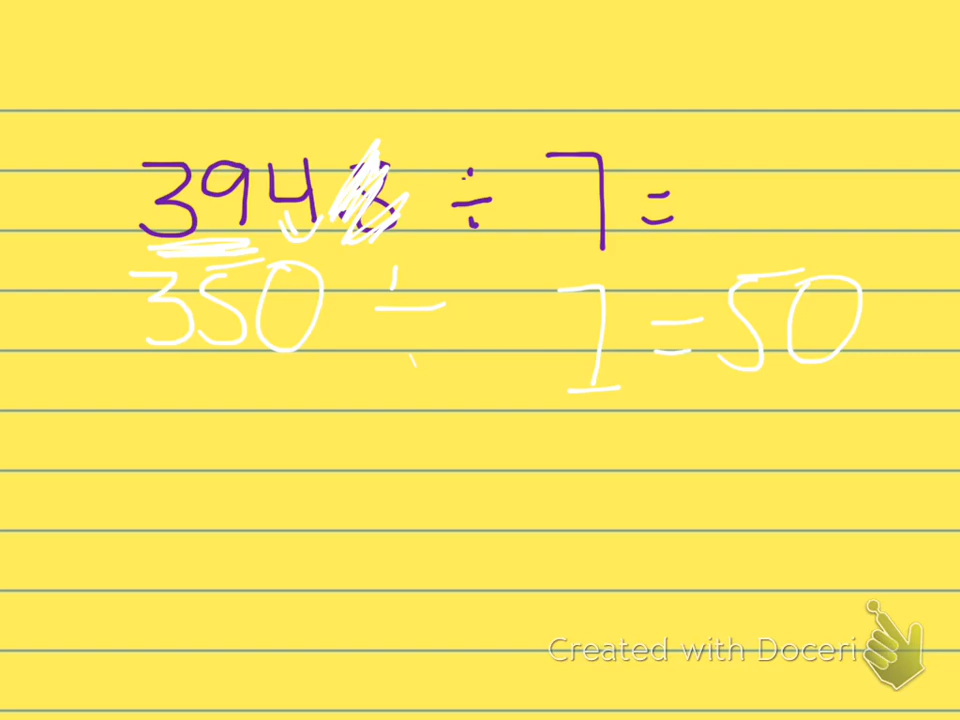 394 ÷ 7 =
350 ÷ 7 = 50
Created with Doceri